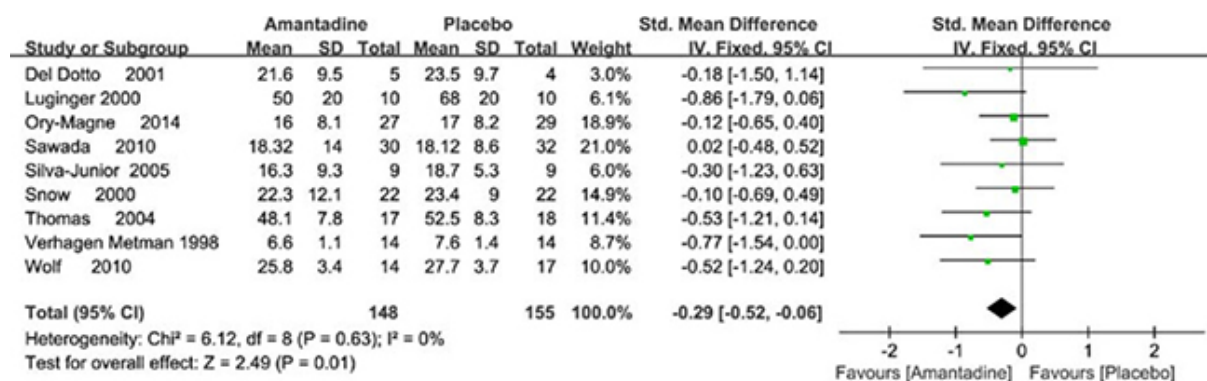 Amantadine Placebo Std. Mean Difference Std. Mean Difference
Study or Subgroup Mean SD Total Mean SD Total Weight IV. Fixed. 95% CI IV. Fixed. 95% CI
Del Dotto 2001 21.6 9.5 5 23.5 9.7 4 3.0% -0.18 [-1.50, 1.14]
Luginger 2000 50 20 10 68 20 10 6.1% -0.86 [-1.79, 0.06]
Ory-Magne 2014 16 8.1 27 17 8.2 29 18.9% -0.12 [-0.65, 0.40]
Sawada 2010 18.32 14 30 18.12 8.6 32 21.0% 0.02 [-0.48, 0.52]
Silva-Junior 2005 16.3 9.3 9 18.7 5.3 9 6.0% -0.30 [-1.23, 0.63]
Snow 2000 22.3 12.1 22 23.4 9 22 14.9% -0.10 [-0.69, 0.49]
Thomas 2004 48.1 7.8 17 52.5 8.3 18 11.4% -0.53 [-1.21, 0.14]
Verhagen Metman 1998 6.6 1.1 14 7.6 1.4 14 8.7% -0.77 [-1.54, 0.00]
Wolf 2010 25.8 3.4 14 27.7 3.7 17 10.0% -0.52 [-1.24, 0.20]
Total (95% CI) 148 155 100.0% -0.29 [-0.52, -0.06]
Heterogeneity: Chi² = 6.12, df = 8 (P = 0.63); I² = 0%
Test for overall effect: Z = 2.49 (P = 0.01)
-2 -1 0 1 2
Favours [Amantadine] Favours [Placebo]